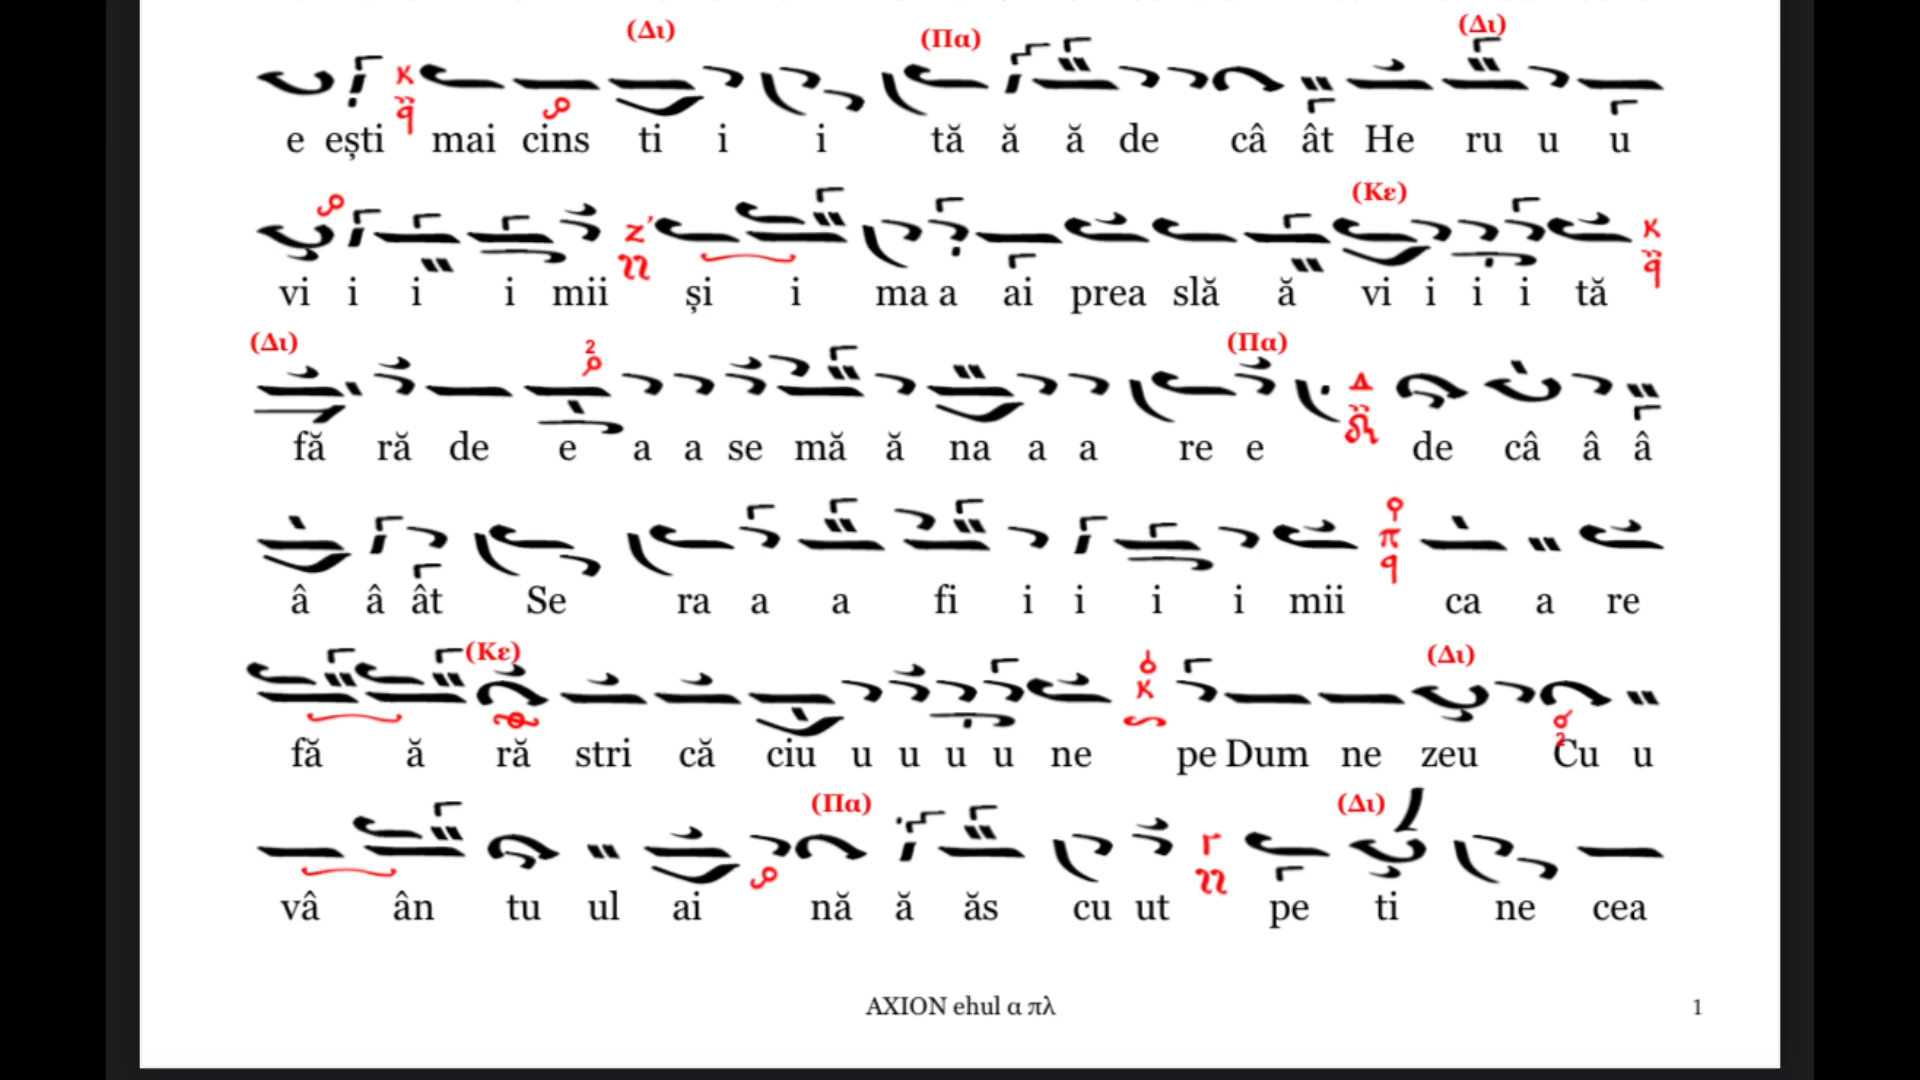 (Δι) (Πα) (Δι)
κ q
e ești mai cins ti i i tă ă ă de câ ât He ru u u
(Κε)
z' κ q
vi i i i mii și i ma a ai prea slă ă vi i i i tă
(Δι) 2 (Πα)
Δ
fă ră de e a a se mă ă na a a re e de câ â â
π q
â â ât Se ra a a fi i i i i mii ca a re
(Κε) (Δι)
κ 2
fă ă ră stri că ciu u u u u ne pe Dum ne zeu Cu u
(Πα) (Δι)
Γ
vâ ân tu ul ai nă ă ăs cu ut pe ti ne cea
AXION ehul α πλ 1